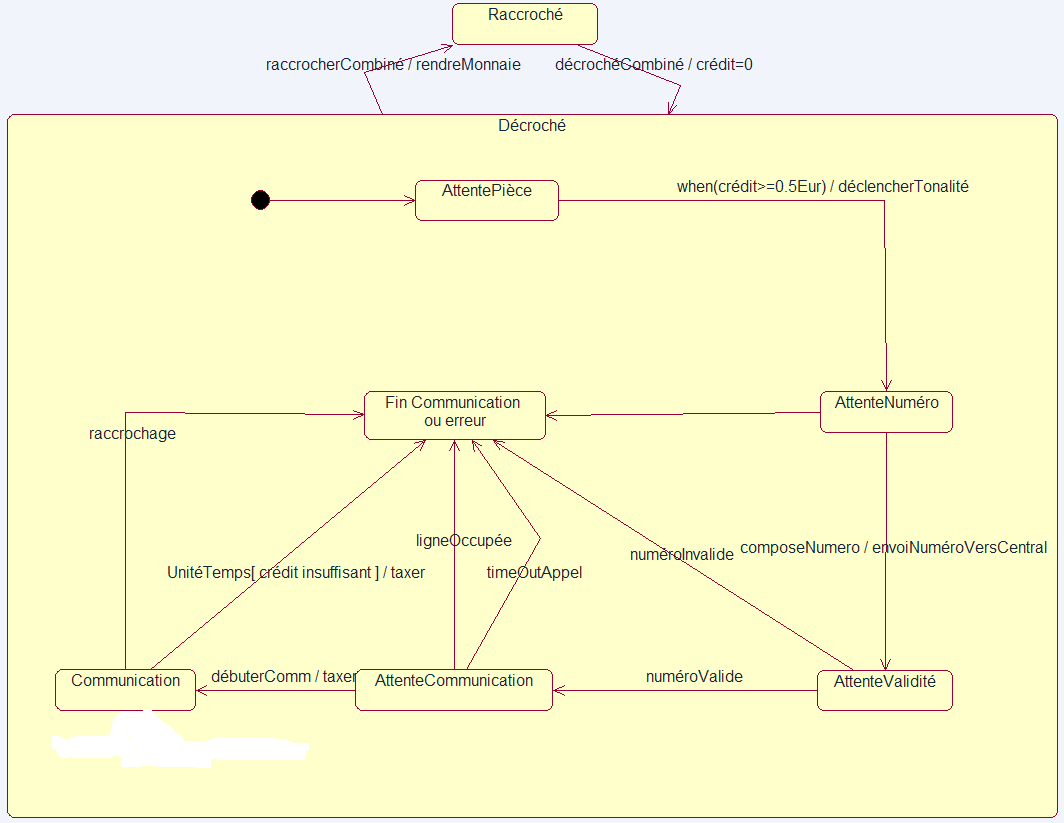 Raccroché
raccrocherCombiné / rendreMonnaie
décrochéCombiné / crédit=0
Décroché
AttentePièce
when(crédit>=0.5Eur) / déclencherTonalité
Fin Communication
ou erreur
AttenteNuméro
raccrochage
ligneOccupée
numéroInvalide
composeNumero / envoiNuméroVersCentral
UnitéTemps[ crédit insuffisant ] / taxer
timeOutAppel
Communication
débuterComm / taxer
AttenteCommunication
numéroValide
AttenteValidité